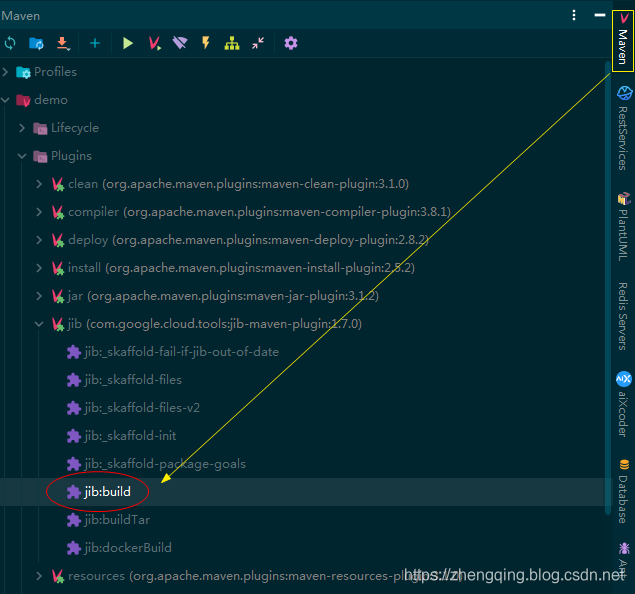 Maven
Profiles
demo
Lifecycle
Plugins
clean (org.apache.maven.plugins:maven-clean-plugin:3.1.0)
compiler (org.apache.maven.plugins:maven-compiler-plugin:3.8.1)
deploy (org.apache.maven.plugins:maven-deploy-plugin:2.8.2)
install (org.apache.maven.plugins:maven-install-plugin:2.5.2)
jar (org.apache.maven.plugins:maven-jar-plugin:3.1.2)
jib (com.google.cloud.tools:jib-maven-plugin:1.7.0)
jib:_skaffold-fail-if-jib-out-of-date
jib:_skaffold-files
jib:_skaffold-files-v2
jib:_skaffold-init
jib:_skaffold-package-goals
jib:build
jib:buildTar
jib:dockerBuild
resources (org.apache.maven.plugins:maven-resources-plugin
Maven
RestServices
PlantUML
Redis Servers
aiXcoder
Database
Ant
https://zhengqing.blog.csdn.net